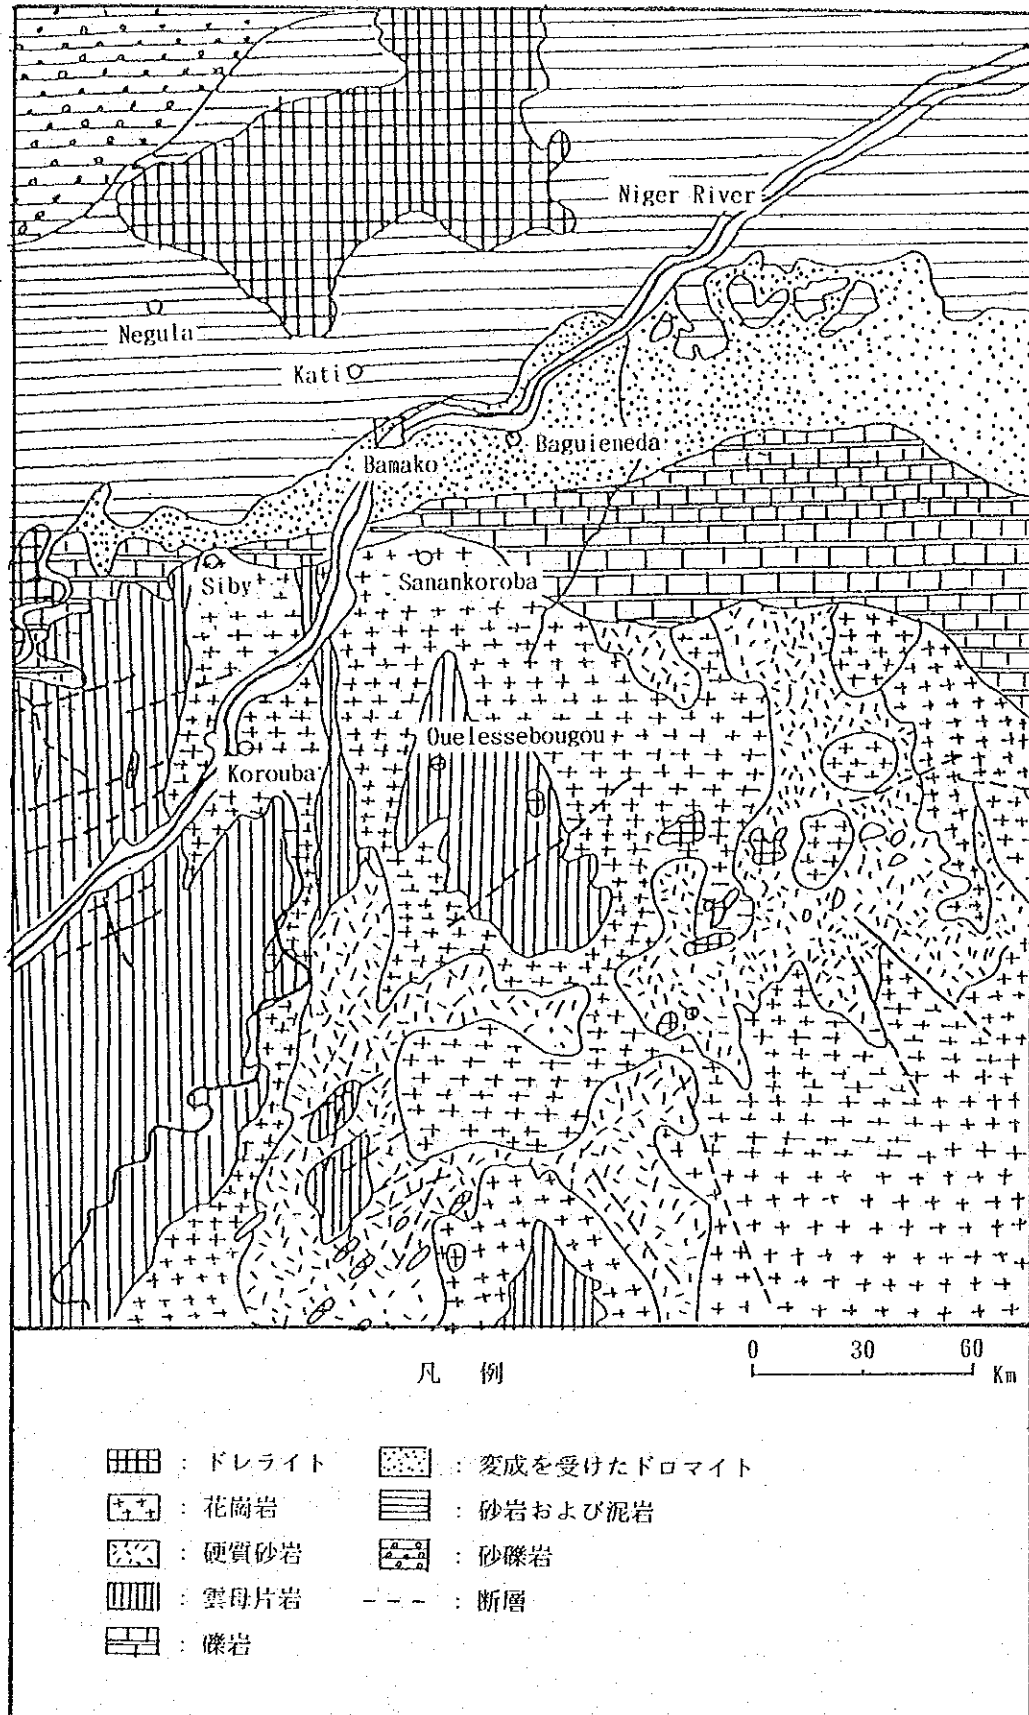 Niger River
Negula
Kati
Baguieneda
Bamako
Siby
Sanankoroba
Ouelessebougou
Korouba
凡 例
0 30 60
Km
: ドレライト
: 変成を受けたドロマイト
: 花崗岩
: 砂岩および泥岩
: 硬質砂岩
: 砂礫岩
: 雲母片岩
: 断層
: 礫岩